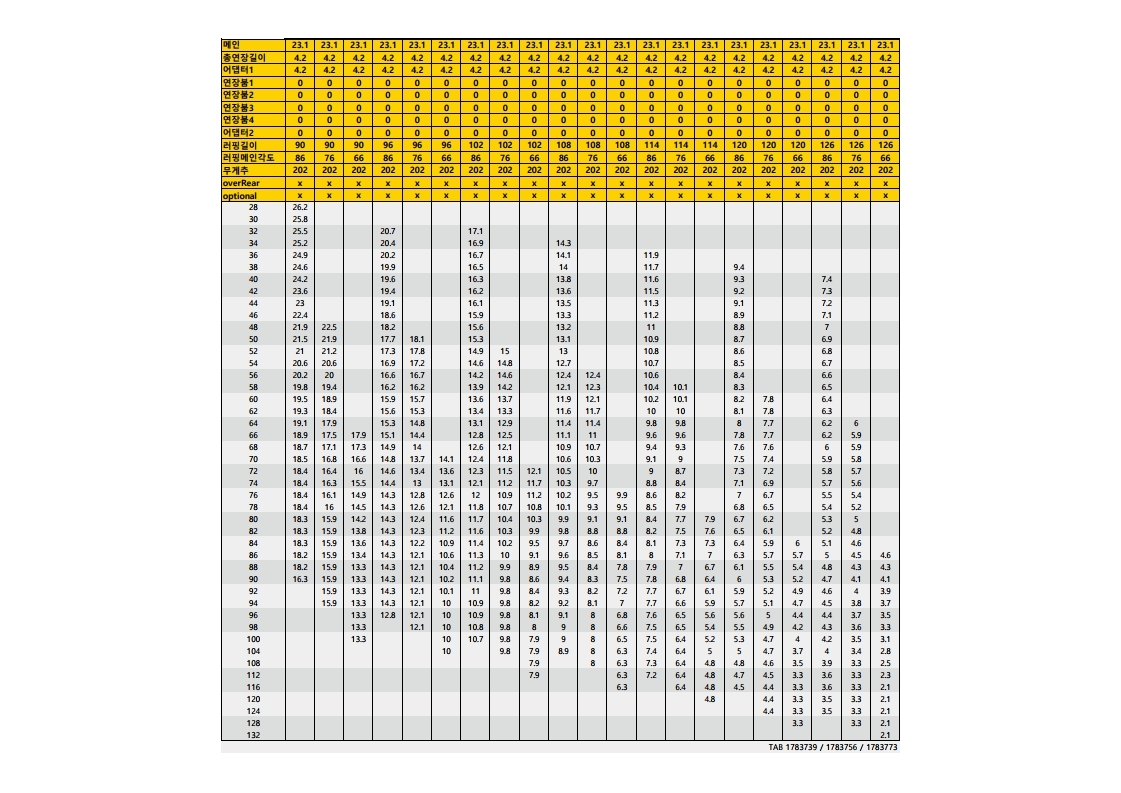 메인 23.1 23.1 23.1 23.1 23.1 23.1 23.1 23.1 23.1 23.1 23.1 23.1 23.1 23.1 23.1 23.1 23.1 23.1 23.1 23.1 23.1
총연장길이 4.2 4.2 4.2 4.2 4.2 4.2 4.2 4.2 4.2 4.2 4.2 4.2 4.2 4.2 4.2 4.2 4.2 4.2 4.2 4.2 4.2
어댑터1 4.2 4.2 4.2 4.2 4.2 4.2 4.2 4.2 4.2 4.2 4.2 4.2 4.2 4.2 4.2 4.2 4.2 4.2 4.2 4.2 4.2
연장붐1 0 0 0 0 0 0 0 0 0 0 0 0 0 0 0 0 0 0 0 0 0
연장붐2 0 0 0 0 0 0 0 0 0 0 0 0 0 0 0 0 0 0 0 0 0
연장붐3 0 0 0 0 0 0 0 0 0 0 0 0 0 0 0 0 0 0 0 0 0
연장붐4 0 0 0 0 0 0 0 0 0 0 0 0 0 0 0 0 0 0 0 0 0
어댑터2 0 0 0 0 0 0 0 0 0 0 0 0 0 0 0 0 0 0 0 0 0
러핑길이 90 90 90 96 96 96 102 102 102 108 108 108 114 114 114 120 120 120 126 126 126
러핑메인각도 86 76 66 86 76 66 86 76 66 86 76 66 86 76 66 86 76 66 86 76 66
무게추 202 202 202 202 202 202 202 202 202 202 202 202 202 202 202 202 202 202 202 202 202
overRear x x x x x x x x x x x x x x x x x x x x x
optional x x x x x x x x x x x x x x x x x x x x x
28 26.2
30 25.8
32 25.5 20.7 17.1
34 25.2 20.4 16.9 14.3
36 24.9 20.2 16.7 14.1 11.9
38 24.6 19.9 16.5 14 11.7 9.4
40 24.2 19.6 16.3 13.8 11.6 9.3 7.4
42 23.6 19.4 16.2 13.6 11.5 9.2 7.3
44 23 19.1 16.1 13.5 11.3 9.1 7.2
46 22.4 18.6 15.9 13.3 11.2 8.9 7.1
48 21.9 22.5 18.2 15.6 13.2 11 8.8 7
50 21.5 21.9 17.7 18.1 15.3 13.1 10.9 8.7 6.9
52 21 21.2 17.3 17.8 14.9 15 13 10.8 8.6 6.8
54 20.6 20.6 16.9 17.2 14.6 14.8 12.7 10.7 8.5 6.7
56 20.2 20 16.6 16.7 14.2 14.6 12.4 12.4 10.6 8.4 6.6
58 19.8 19.4 16.2 16.2 13.9 14.2 12.1 12.3 10.4 10.1 8.3 6.5
60 19.5 18.9 15.9 15.7 13.6 13.7 11.9 12.1 10.2 10.1 8.2 7.8 6.4
62 19.3 18.4 15.6 15.3 13.4 13.3 11.6 11.7 10 10 8.1 7.8 6.3
64 19.1 17.9 15.3 14.8 13.1 12.9 11.4 11.4 9.8 9.8 8 7.7 6.2 6
66 18.9 17.5 17.9 15.1 14.4 12.8 12.5 11.1 11 9.6 9.6 7.8 7.7 6.2 5.9
68 18.7 17.1 17.3 14.9 14 12.6 12.1 10.9 10.7 9.4 9.3 7.6 7.6 6 5.9
70 18.5 16.8 16.6 14.8 13.7 14.1 12.4 11.8 10.6 10.3 9.1 9 7.5 7.4 5.9 5.8
72 18.4 16.4 16 14.6 13.4 13.6 12.3 11.5 12.1 10.5 10 9 8.7 7.3 7.2 5.8 5.7
74 18.4 16.3 15.5 14.4 13 13.1 12.1 11.2 11.7 10.3 9.7 8.8 8.4 7.1 6.9 5.7 5.6
76 18.4 16.1 14.9 14.3 12.8 12.6 12 10.9 11.2 10.2 9.5 9.9 8.6 8.2 7 6.7 5.5 5.4
78 18.4 16 14.5 14.3 12.6 12.1 11.8 10.7 10.8 10.1 9.3 9.5 8.5 7.9 6.8 6.5 5.4 5.2
80 18.3 15.9 14.2 14.3 12.4 11.6 11.7 10.4 10.3 9.9 9.1 9.1 8.4 7.7 7.9 6.7 6.2 5.3 5
82 18.3 15.9 13.8 14.3 12.3 11.2 11.6 10.3 9.9 9.8 8.8 8.8 8.2 7.5 7.6 6.5 6.1 5.2 4.8
84 18.3 15.9 13.6 14.3 12.2 10.9 11.4 10.2 9.5 9.7 8.6 8.4 8.1 7.3 7.3 6.4 5.9 6 5.1 4.6
86 18.2 15.9 13.4 14.3 12.1 10.6 11.3 10 9.1 9.6 8.5 8.1 8 7.1 7 6.3 5.7 5.7 5 4.5 4.6
88 18.2 15.9 13.3 14.3 12.1 10.4 11.2 9.9 8.9 9.5 8.4 7.8 7.9 7 6.7 6.1 5.5 5.4 4.8 4.3 4.3
90 16.3 15.9 13.3 14.3 12.1 10.2 11.1 9.8 8.6 9.4 8.3 7.5 7.8 6.8 6.4 6 5.3 5.2 4.7 4.1 4.1
92 15.9 13.3 14.3 12.1 10.1 11 9.8 8.4 9.3 8.2 7.2 7.7 6.7 6.1 5.9 5.2 4.9 4.6 4 3.9
94 15.9 13.3 14.3 12.1 10 10.9 9.8 8.2 9.2 8.1 7 7.7 6.6 5.9 5.7 5.1 4.7 4.5 3.8 3.7
96 13.3 12.8 12.1 10 10.9 9.8 8.1 9.1 8 6.8 7.6 6.5 5.6 5.6 5 4.4 4.4 3.7 3.5
98 13.3 12.1 10 10.8 9.8 8 9 8 6.6 7.5 6.5 5.4 5.5 4.9 4.2 4.3 3.6 3.3
100 13.3 10 10.7 9.8 7.9 9 8 6.5 7.5 6.4 5.2 5.3 4.7 4 4.2 3.5 3.1
104 10 9.8 7.9 8.9 8 6.3 7.4 6.4 5 5 4.7 3.7 4 3.4 2.8
108 7.9 8 6.3 7.3 6.4 4.8 4.8 4.6 3.5 3.9 3.3 2.5
112 7.9 6.3 7.2 6.4 4.8 4.7 4.5 3.3 3.6 3.3 2.3
116 6.3 6.4 4.8 4.5 4.4 3.3 3.6 3.3 2.1
120 4.8 4.4 3.3 3.5 3.3 2.1
124 4.4 3.3 3.5 3.3 2.1
128 3.3 3.3 2.1
132 2.1
TAB 1783739 / 1783756 / 1783773